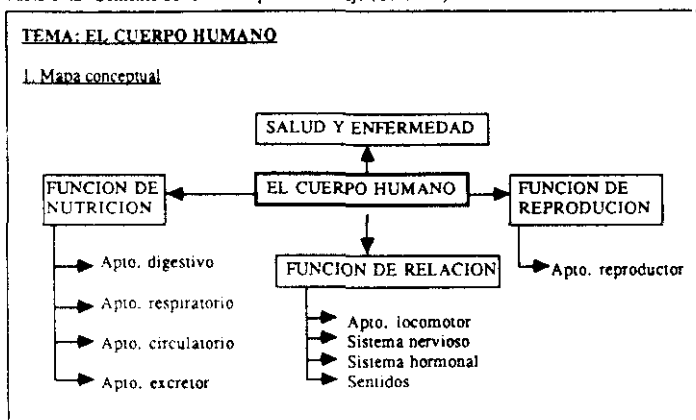 TEMA: EL CUERPO HUMANO
1. Mapa conceptual
SALUD Y ENFERMEDAD
FUNCION DE
NUTRICION
EL CUERPO HUMANO
FUNCION DE
REPRODUCION
Apto. digestivo
Apto. respiratorio
Apto. circulatorio
Apto. excretor
FUNCION DE RELACION
Apto. locomotor
Sistema nervioso
Sistema hormonal
Sentidos
Apto. reproductor